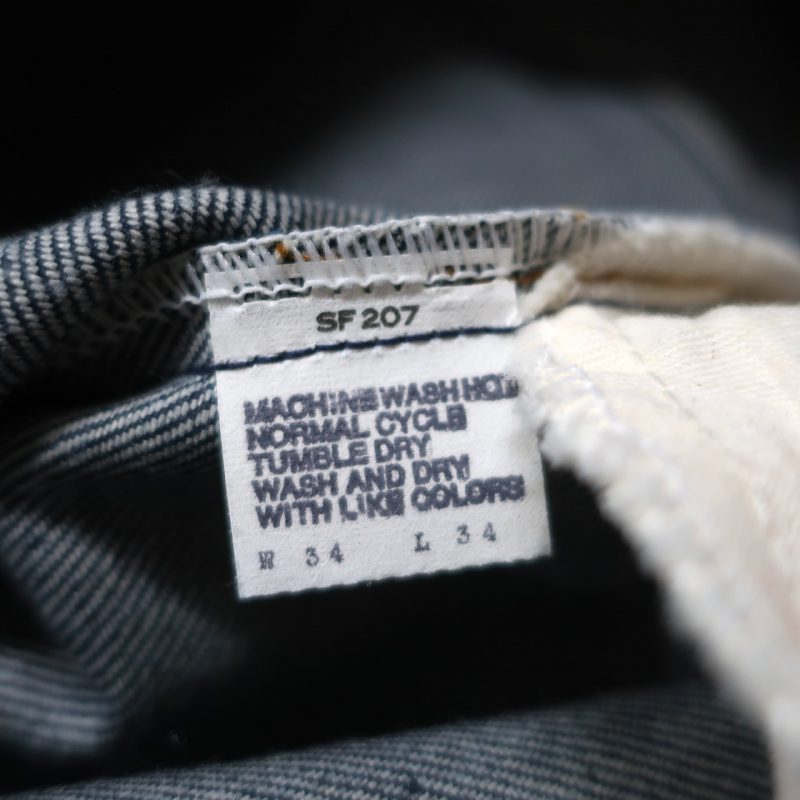 SF 207
MACHINE WASH HOT
NORMAL CYCLE
TUMBLE DRY
WASH AND DRY
WITH LIKE COLORS
W 34 L 34